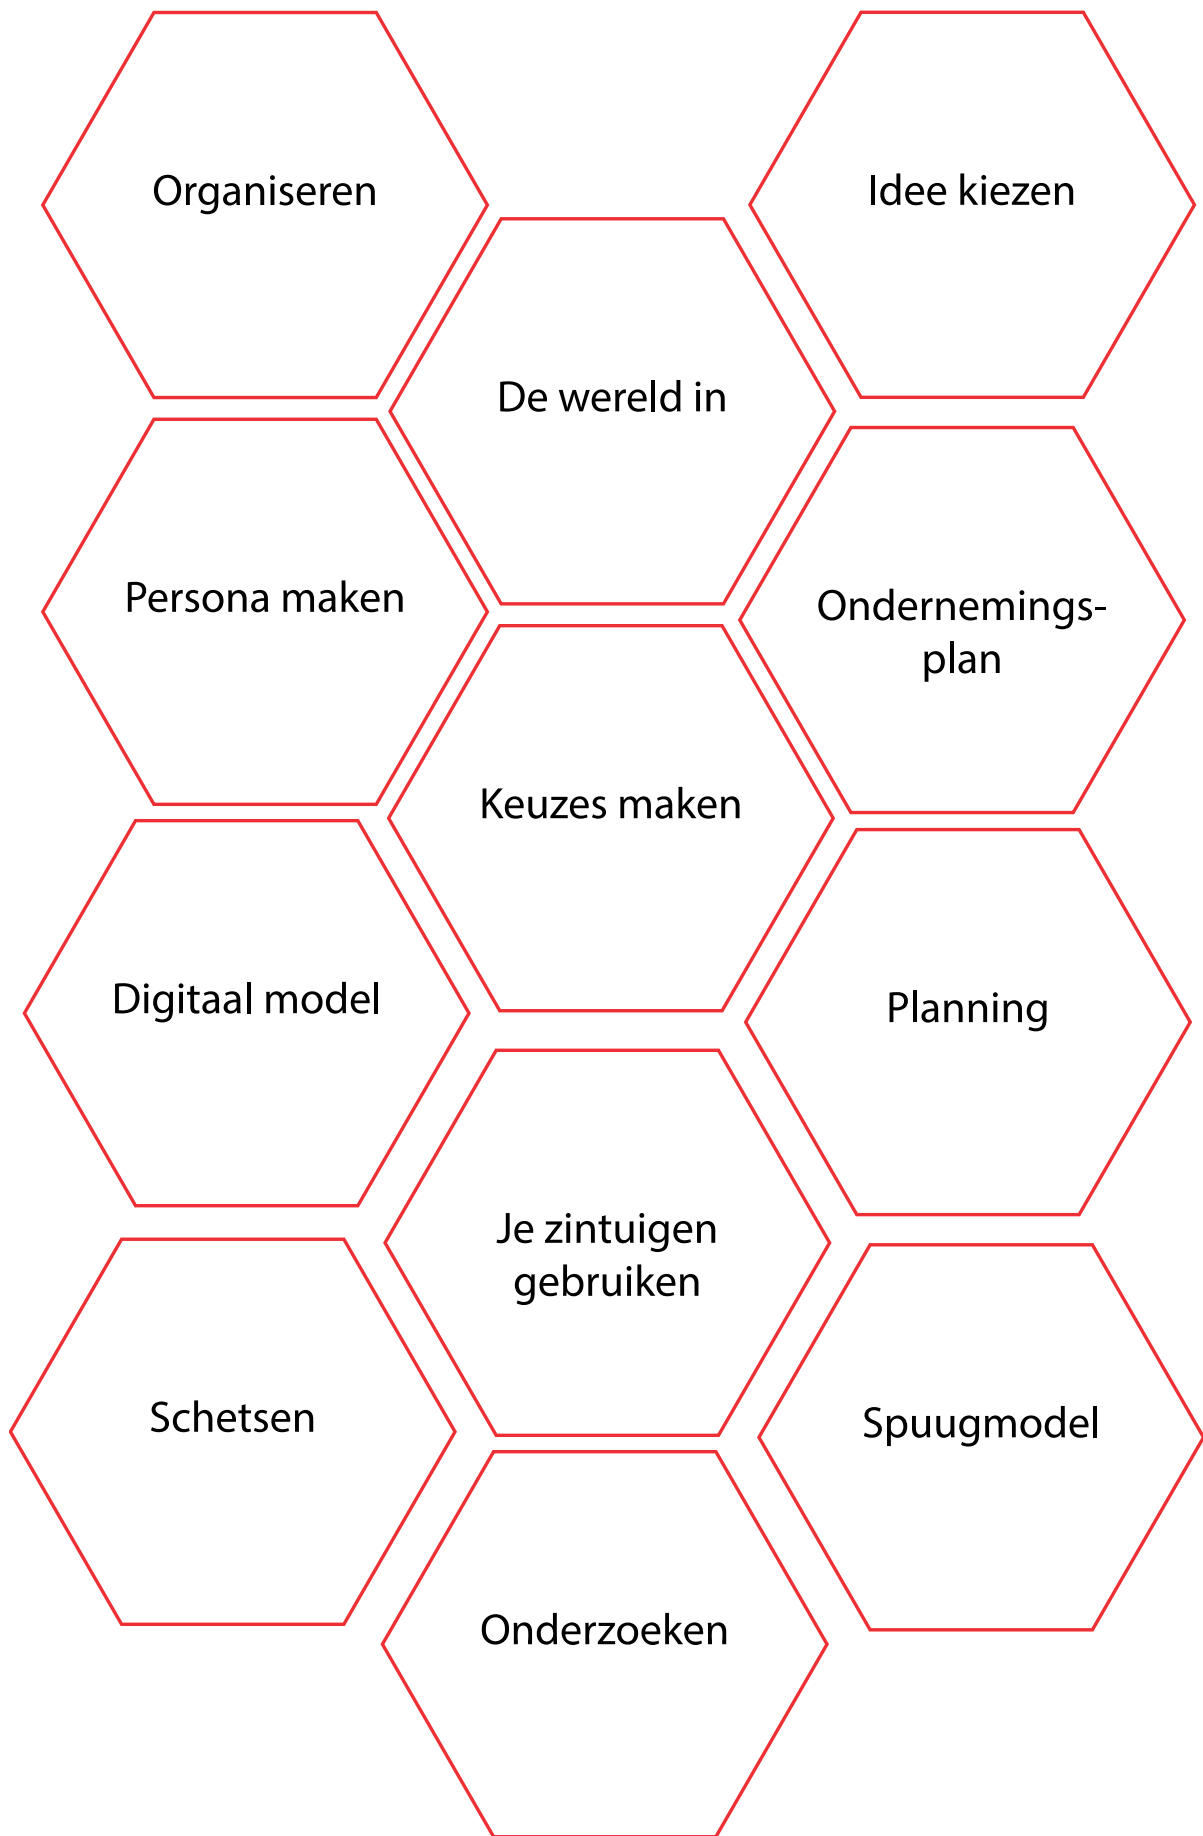 Organiseren
Idee kiezen
De wereld in
Persona maken
Ondernemings-
plan
Keuzes maken
Digitaal model
Planning
Je zintuigen
gebruiken
Schetsen
Spuugmodel
Onderzoeken